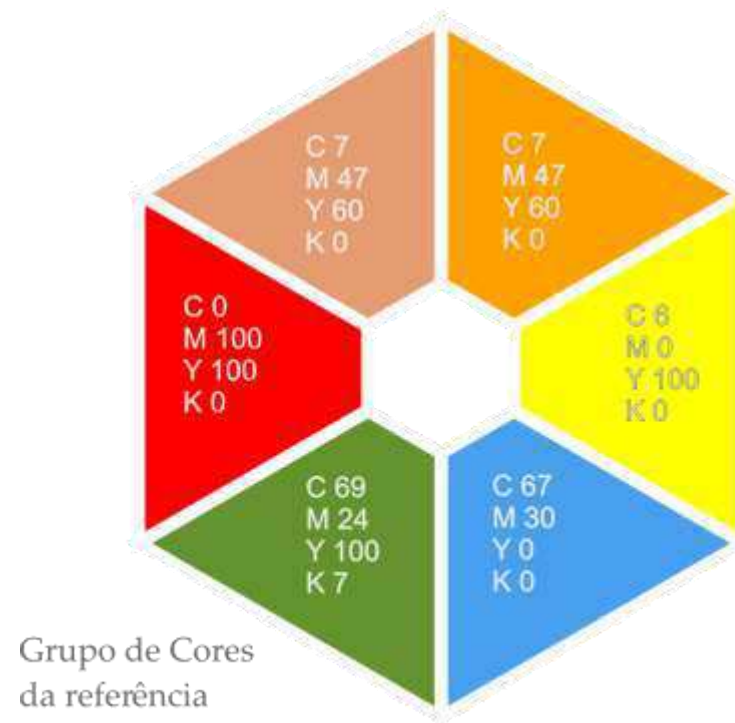 C 7
M 47
Y 60
K 0
C 7
M 47
Y 60
K 0
C 0
M 100
Y 100
K 0
C 6
M 0
Y 100
K 0
C 69
M 24
Y 100
K 7
C 67
M 30
Y 0
K 0
Grupo de Cores
da referência